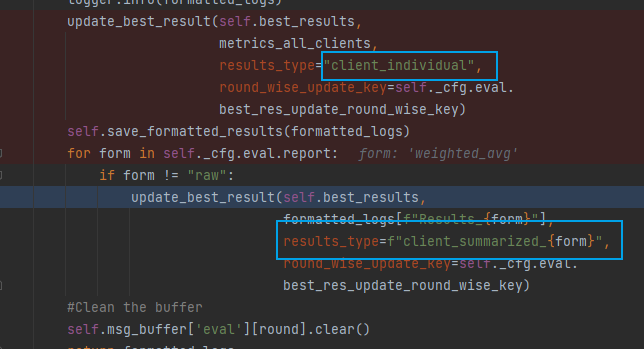 logger.info(formatted_logs)
update_best_result(self.best_results,
metrics_all_clients,
results_type="client_individual",
round_wise_update_key=self._cfg.eval.
best_res_update_round_wise_key)
self.save_formatted_results(formatted_logs)
for form in self._cfg.eval.report: form: 'weighted_avg'
if form != "raw":
update_best_result(self.best_results,
formatted_logs[f"Results_{form}"],
results_type=f"client_summarized_{form}",
round_wise_update_key=self._cfg.eval.
best_res_update_round_wise_key)
#Clean the buffer
self.msg_buffer['eval'][round].clear()
return formatted_logs